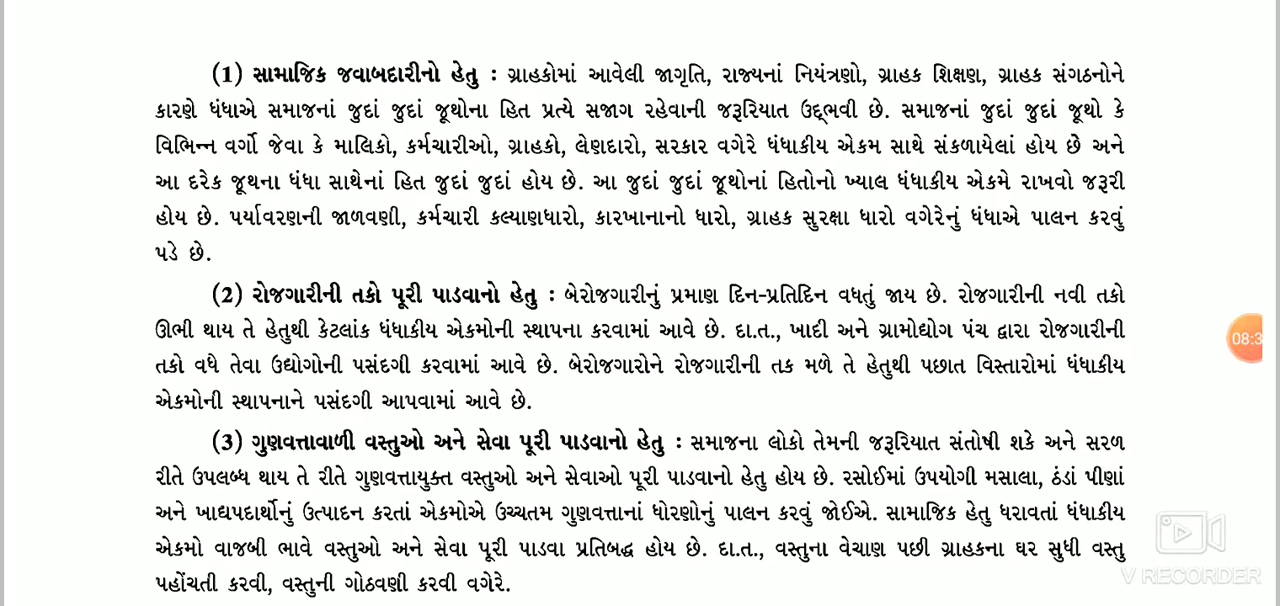 (1) સામાજિક જવાબદારીનો હેતુ : ગ્રાહકોમાં આવેલી જાગૃતિ, રાજ્યનાં નિયંત્રણો, ગ્રાહક શિક્ષણ, ગ્રાહક સંગઠનોને
કારણે ધંધાએ સમાજનાં જુદાં જુદાં જૂથોના હિત પ્રત્યે સજાગ રહેવાની જરૂરિયાત ઉદ્ભવી છે. સમાજનાં જુદાં જુદાં જૂથો કે
વિભિન્ન વર્ગો જેવા કે માલિકો, કર્મચારીઓ, ગ્રાહકો, લેણદારો, સરકાર વગેરે ધંધાકીય એકમ સાથે સંકળાયેલાં હોય છે અને
આ દરેક જૂથના ધંધા સાથેનાં હિત જુદાં જુદાં હોય છે. આ જુદાં જુદાં જૂથોનાં હિતોનો ખ્યાલ ધંધાકીય એકમે રાખવો જરૂરી
હોય છે. પર્યાવરણની જાળવણી, કર્મચારી કલ્યાણધારો, કારખાનાનો ધારો, ગ્રાહક સુરક્ષા ધારો વગેરેનું ધંધાએ પાલન કરવું
પડે છે.
(2) રોજગારીની તકો પૂરી પાડવાનો હેતુ : બેરોજગારીનું પ્રમાણ દિન-પ્રતિદિન વધતું જાય છે. રોજગારીની નવી તકો
ઊભી થાય તે હેતુથી કેટલાંક ધંધાકીય એકમોની સ્થાપના કરવામાં આવે છે. દા.ત., ખાદી અને ગ્રામોદ્યોગ પંચ દ્વારા રોજગારીની
તકો વધે તેવા ઉદ્યોગોની પસંદગી કરવામાં આવે છે. બેરોજગારોને રોજગારીની તક મળે તે હેતુથી પછાત વિસ્તારોમાં ધંધાકીય
એકમોની સ્થાપનાને પસંદગી આપવામાં આવે છે.
(3) ગુણવત્તાવાળી વસ્તુઓ અને સેવા પૂરી પાડવાનો હેતુ : સમાજના લોકો તેમની જરૂરિયાત સંતોષી શકે અને સરળ
રીતે ઉપલબ્ધ થાય તે રીતે ગુણવત્તાયુક્ત વસ્તુઓ અને સેવાઓ પૂરી પાડવાનો હેતુ હોય છે. રસોઈમાં ઉપયોગી મસાલા, ઠંડાં પીણાં
અને ખાદ્યપદાર્થોનું ઉત્પાદન કરતાં એકમોએ ઉચ્ચતમ ગુણવત્તાનાં ધોરણોનું પાલન કરવું જોઈએ. સામાજિક હેતુ ધરાવતાં ધંધાકીય
એકમો વાજબી ભાવે વસ્તુઓ અને સેવા પૂરી પાડવા પ્રતિબદ્ધ હોય છે. દા.ત., વસ્તુના વેચાણ પછી ગ્રાહકના ઘર સુધી વસ્તુ
પહોંચતી કરવી, વસ્તુની ગોઠવણી કરવી વગેરે.
08:3
V RECORDER